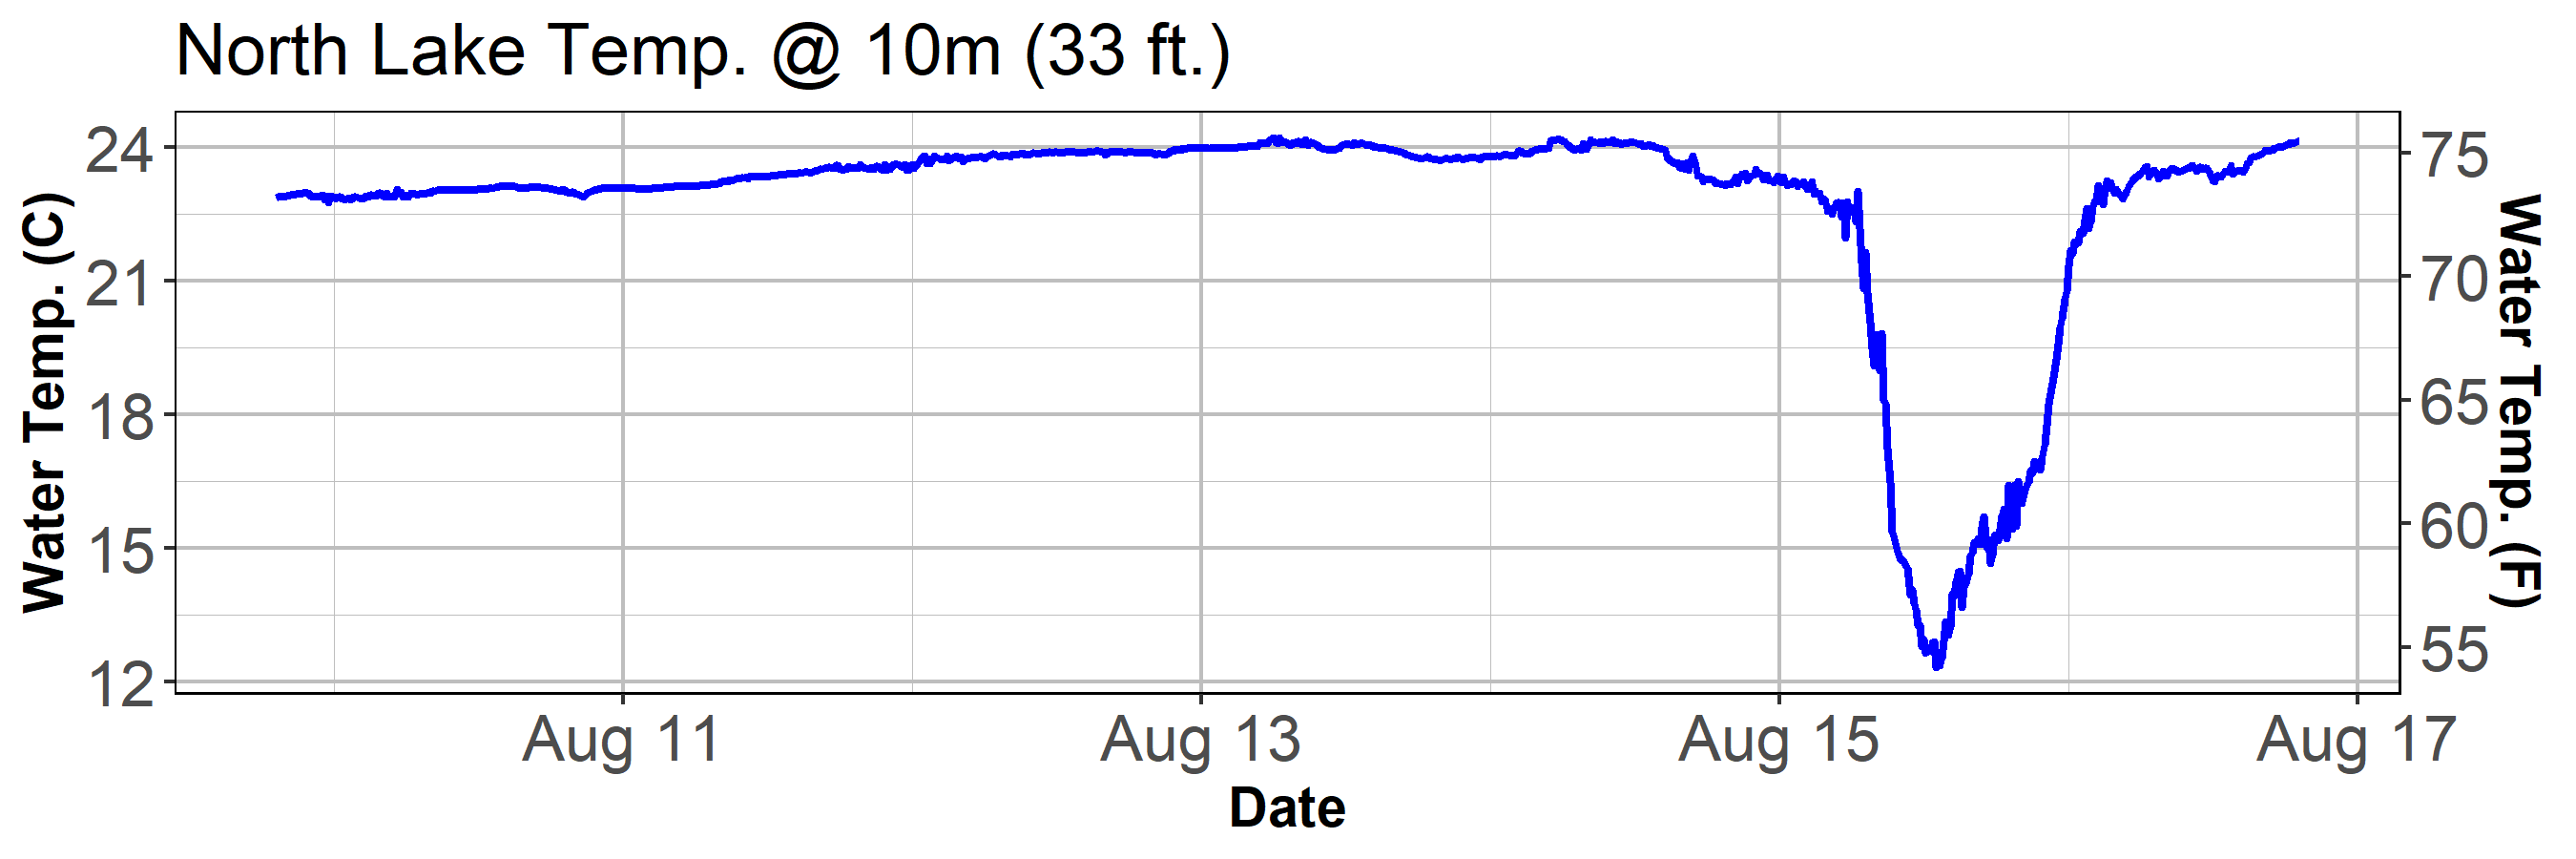 North Lake Temp. @ 10m (33 ft.)
Water Temp. (C)
24
21
18
15
12
75
70
65
60
55
Water Temp. (F)
Aug 11
Aug 13
Aug 15
Aug 17
Date